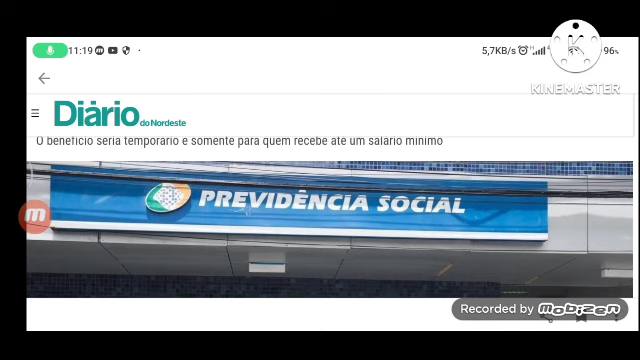 11:19
5,7KB/s
96%
KINEMASTER
Diário
do Nordeste
O benefício seria temporário e somente para quem recebe até um salário mínimo
PREVIDÊNCIA SOCIAL
Recorded by MOBIZEN